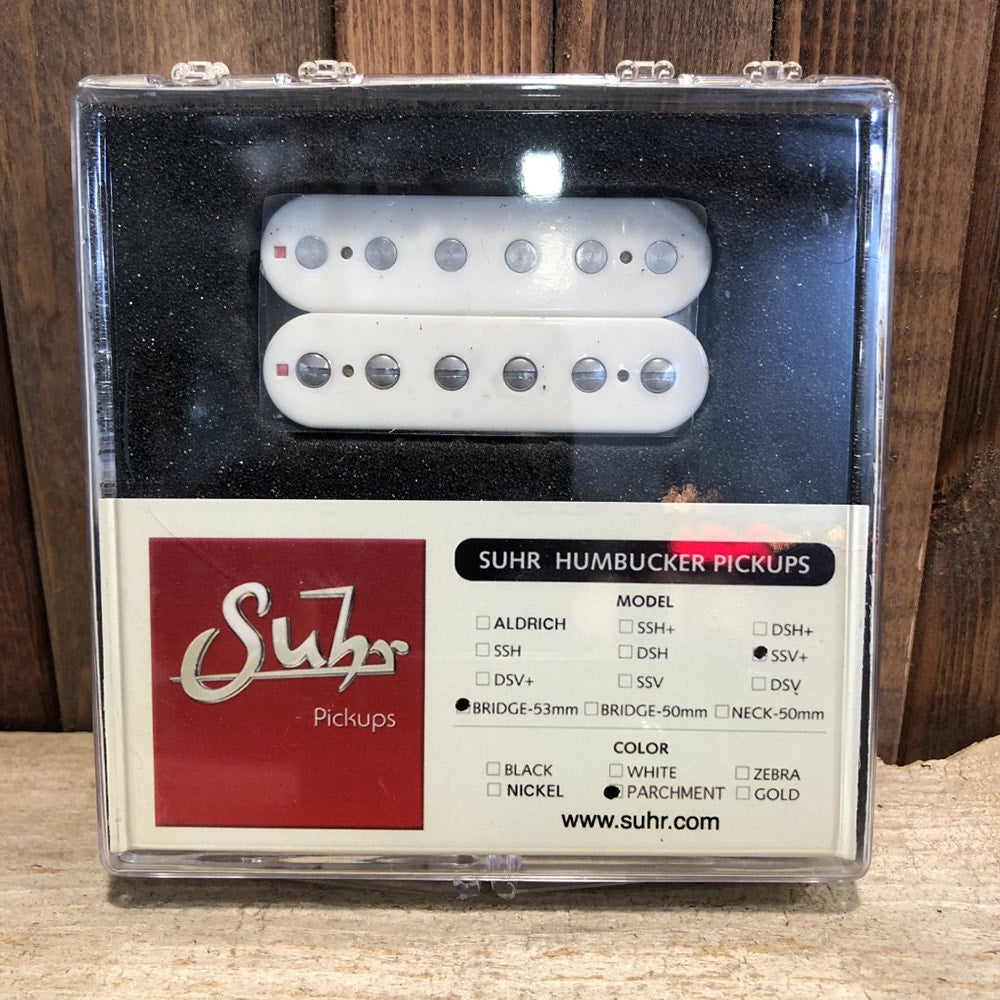 Suhr
Pickups
SUHR HUMBUCKER PICKUPS
MODEL
ALDRICH SSH+ DSH+
SSH DSH SSV+
DSV+ SSV DSV
BRIDGE-53mm BRIDGE-50mm NECK-50mm
COLOR
BLACK WHITE ZEBRA
NICKEL PARCHMENT GOLD
www.suhr.com